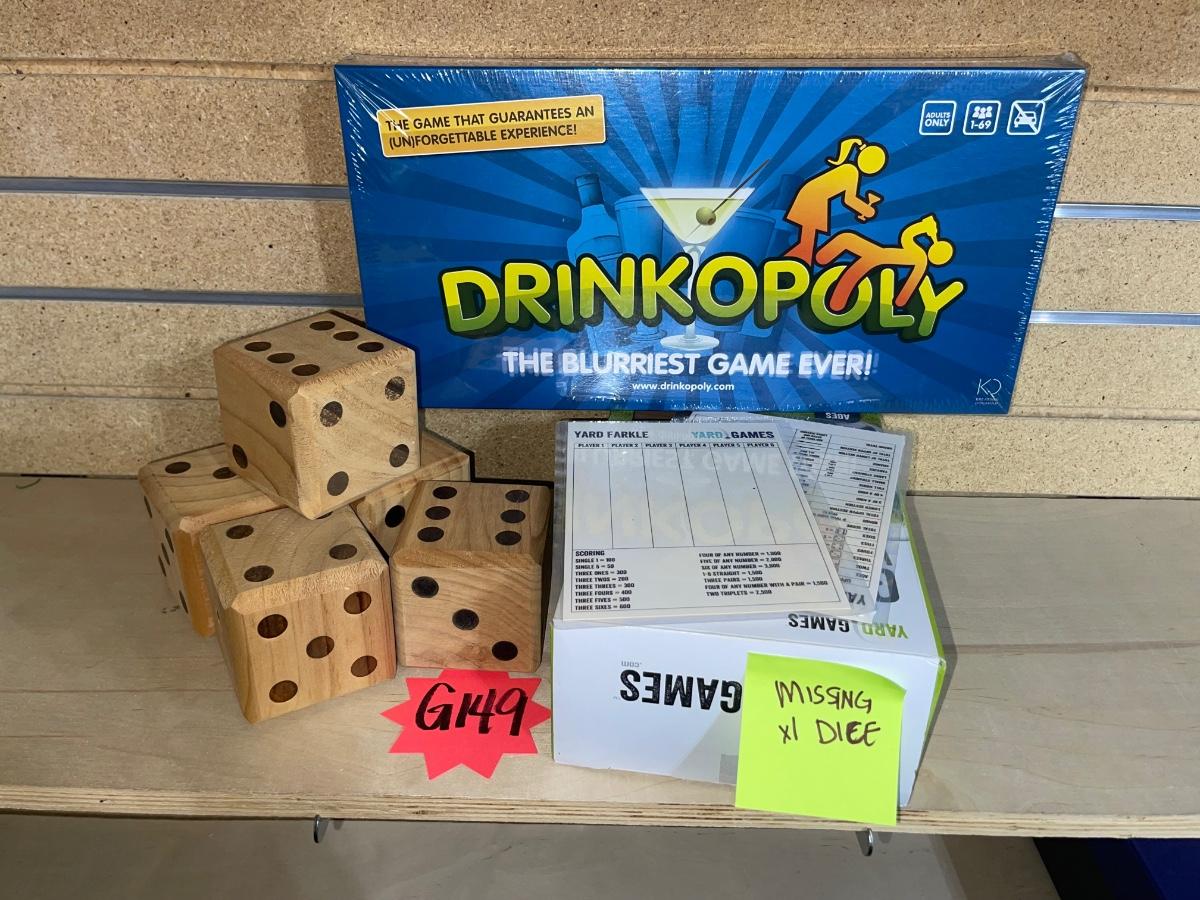 THE GAME THAT GUARANTEES AN
(UN)FORGETTABLE EXPERIENCE!
ADULTS
ONLY
1-69
DRINKOPOLY
THE BLURRIEST GAME EVER!
www.drinkopoly.com
YARD FARKLE
YARD GAMES
PLAYER 1 PLAYER 2 PLAYER 3 PLAYER 4 PLAYER 5 PLAYER 6
SCORING
SINGLE 1 = 100
SINGLE 5 = 50
THREE ONES = 300
THREE TWOS = 200
THREE THREES = 300
THREE FOURS = 400
THREE FIVES = 500
THREE SIXES = 600
FOUR OF ANY NUMBER = 1,000
FIVE OF ANY NUMBER = 2,000
SIX OF ANY NUMBER = 3,000
1-6 STRAIGHT = 1,500
THREE PAIRS = 1,500
FOUR OF ANY NUMBER WITH A PAIR = 1,500
TWO TRIPLETS = 2,500
YARD GAMES
GAMES
.com
G149
MISSING
x1 DICE